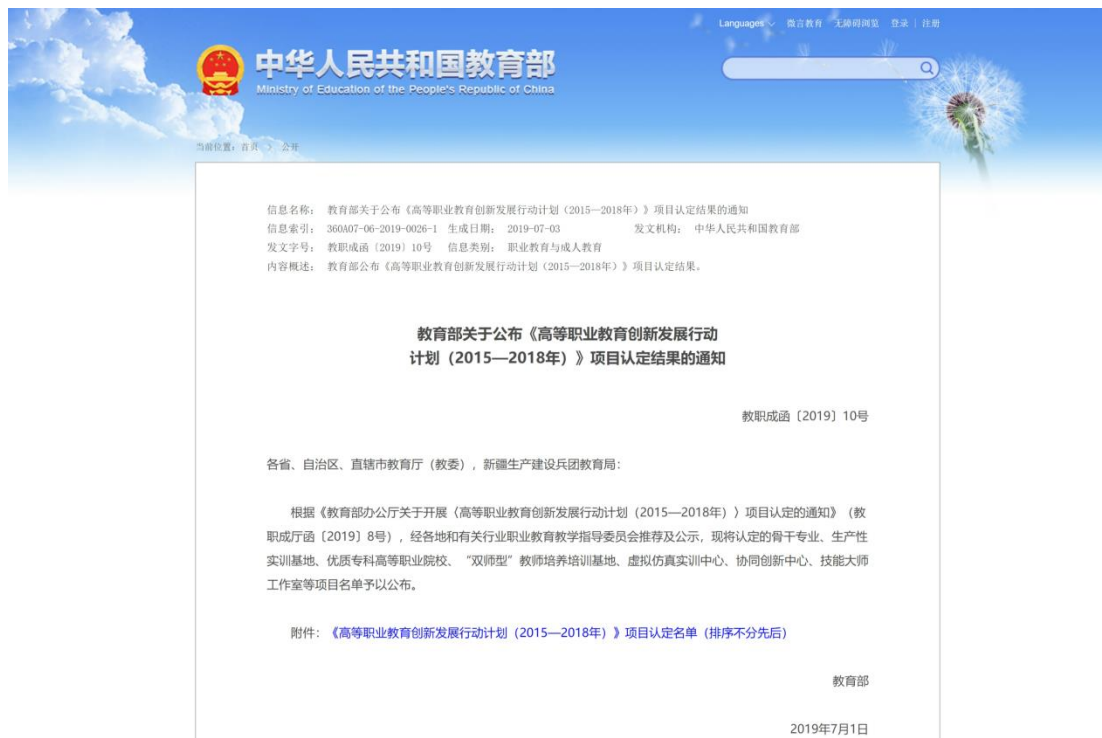 Languages 微言教育 无障碍浏览 登录 | 注册
中华人民共和国教育部
Ministry of Education of the People's Republic of China
当前位置：首页 > 公开
信息名称： 教育部关于公布《高等职业教育创新发展行动计划（2015—2018年）》项目认定结果的通知
信息索引： 360A07-06-2019-0026-1 生成日期： 2019-07-03 发文机构： 中华人民共和国教育部
发文字号： 教职成函〔2019〕10号 信息类别： 职业教育与成人教育
内容概述： 教育部公布《高等职业教育创新发展行动计划（2015—2018年）》项目认定结果。
教育部关于公布《高等职业教育创新发展行动
计划（2015—2018年）》项目认定结果的通知
教职成函〔2019〕10号
各省、自治区、直辖市教育厅（教委），新疆生产建设兵团教育局：
根据《教育部办公厅关于开展〈高等职业教育创新发展行动计划（2015—2018年）〉项目认定的通知》（教
职成厅函〔2019〕8号），经各地和有关行业职业教育教学指导委员会推荐及公示，现将认定的骨干专业、生产性
实训基地、优质专科高等职业院校、“双师型”教师培养培训基地、虚拟仿真实训中心、协同创新中心、技能大师
工作室等项目名单予以公布。
附件：《高等职业教育创新发展行动计划（2015—2018年）》项目认定名单（排序不分先后）
教育部
2019年7月1日